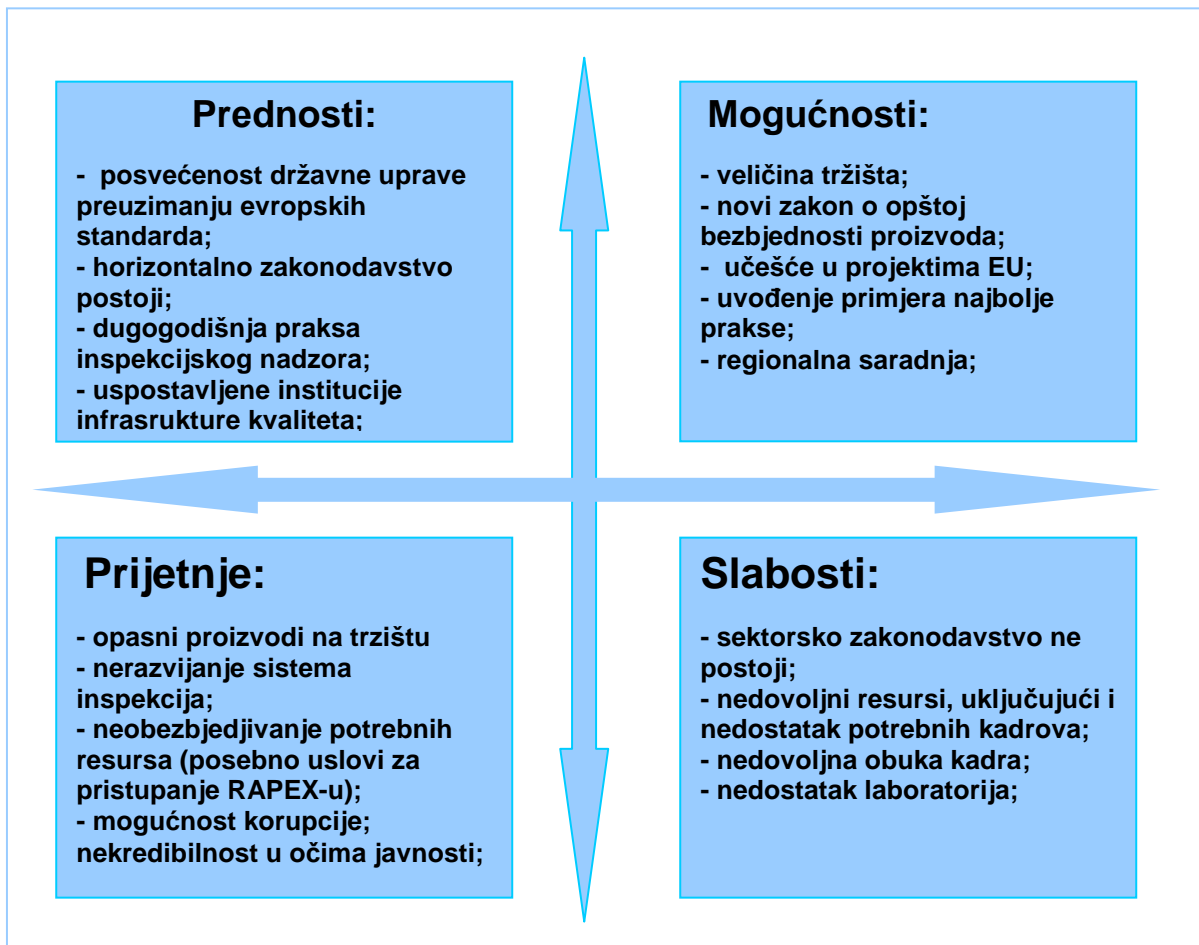 Prednosti:
- posvećenost državne uprave
preuzimanju evropskih
standarda;
- horizontalno zakonodavstvo
postoji;
- dugogodišnja praksa
inspekcijskog nadzora;
- uspostavljene institucije
infrasrukture kvaliteta;
Mogućnosti:
- veličina tržišta;
- novi zakon o opštoj
bezbjednosti proizvoda;
- učešće u projektima EU;
- uvođenje primjera najbolje
prakse;
- regionalna saradnja;
Prijetnje:
- opasni proizvodi na trzištu
- nerazvijanje sistema
inspekcija;
- neobezbjedjivanje potrebnih
resursa (posebno uslovi za
pristupanje RAPEX-u);
- mogućnost korupcije;
nekredibilnost u očima javnosti;
Slabosti:
- sektorsko zakonodavstvo ne
postoji;
- nedovoljni resursi, uključujući i
nedostatak potrebnih kadrova;
- nedovoljna obuka kadra;
- nedostatak laboratorija;